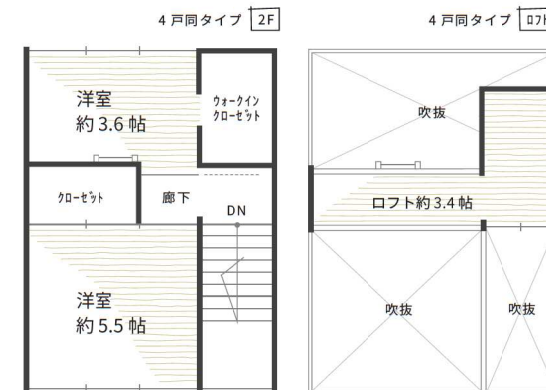 4戸同タイプ 2F
洋室
約3.6帖
ウォークイン
クローゼット
クローゼット
廊下
DN
洋室
約5.5帖
4戸同タイプ ロフト
吹抜
ロフト約3.4帖
吹抜
吹抜